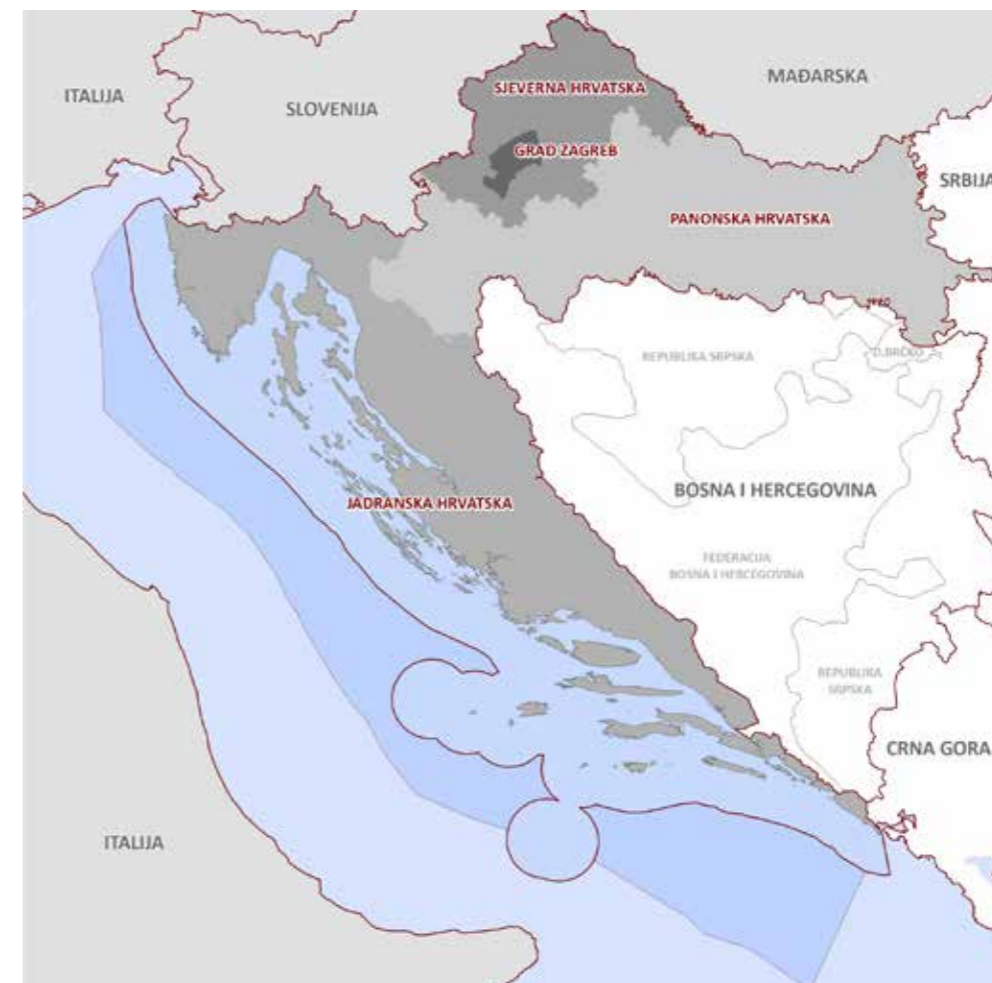 MAĐARSKA
ITALIJA
SLOVENIJA
SJEVERNA HRVATSKA
GRAD ZAGREB
SRBIJA
PANONSKA HRVATSKA
REPUBLIKA SRPSKA
D.BRČKO
BOSNA I HERCEGOVINA
JADRANSKA HRVATSKA
FEDERACIJA
BOSNA I HERCEGOVINA
REPUBLIKA
SRPSKA
CRNA GORA
ITALIJA